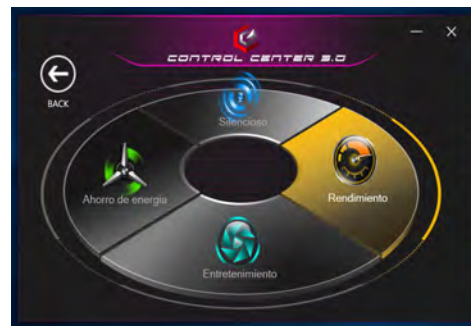 CONTROL CENTER 3.0
BACK
Silencioso
Ahorro de energía
Rendimiento
Entretenimiento